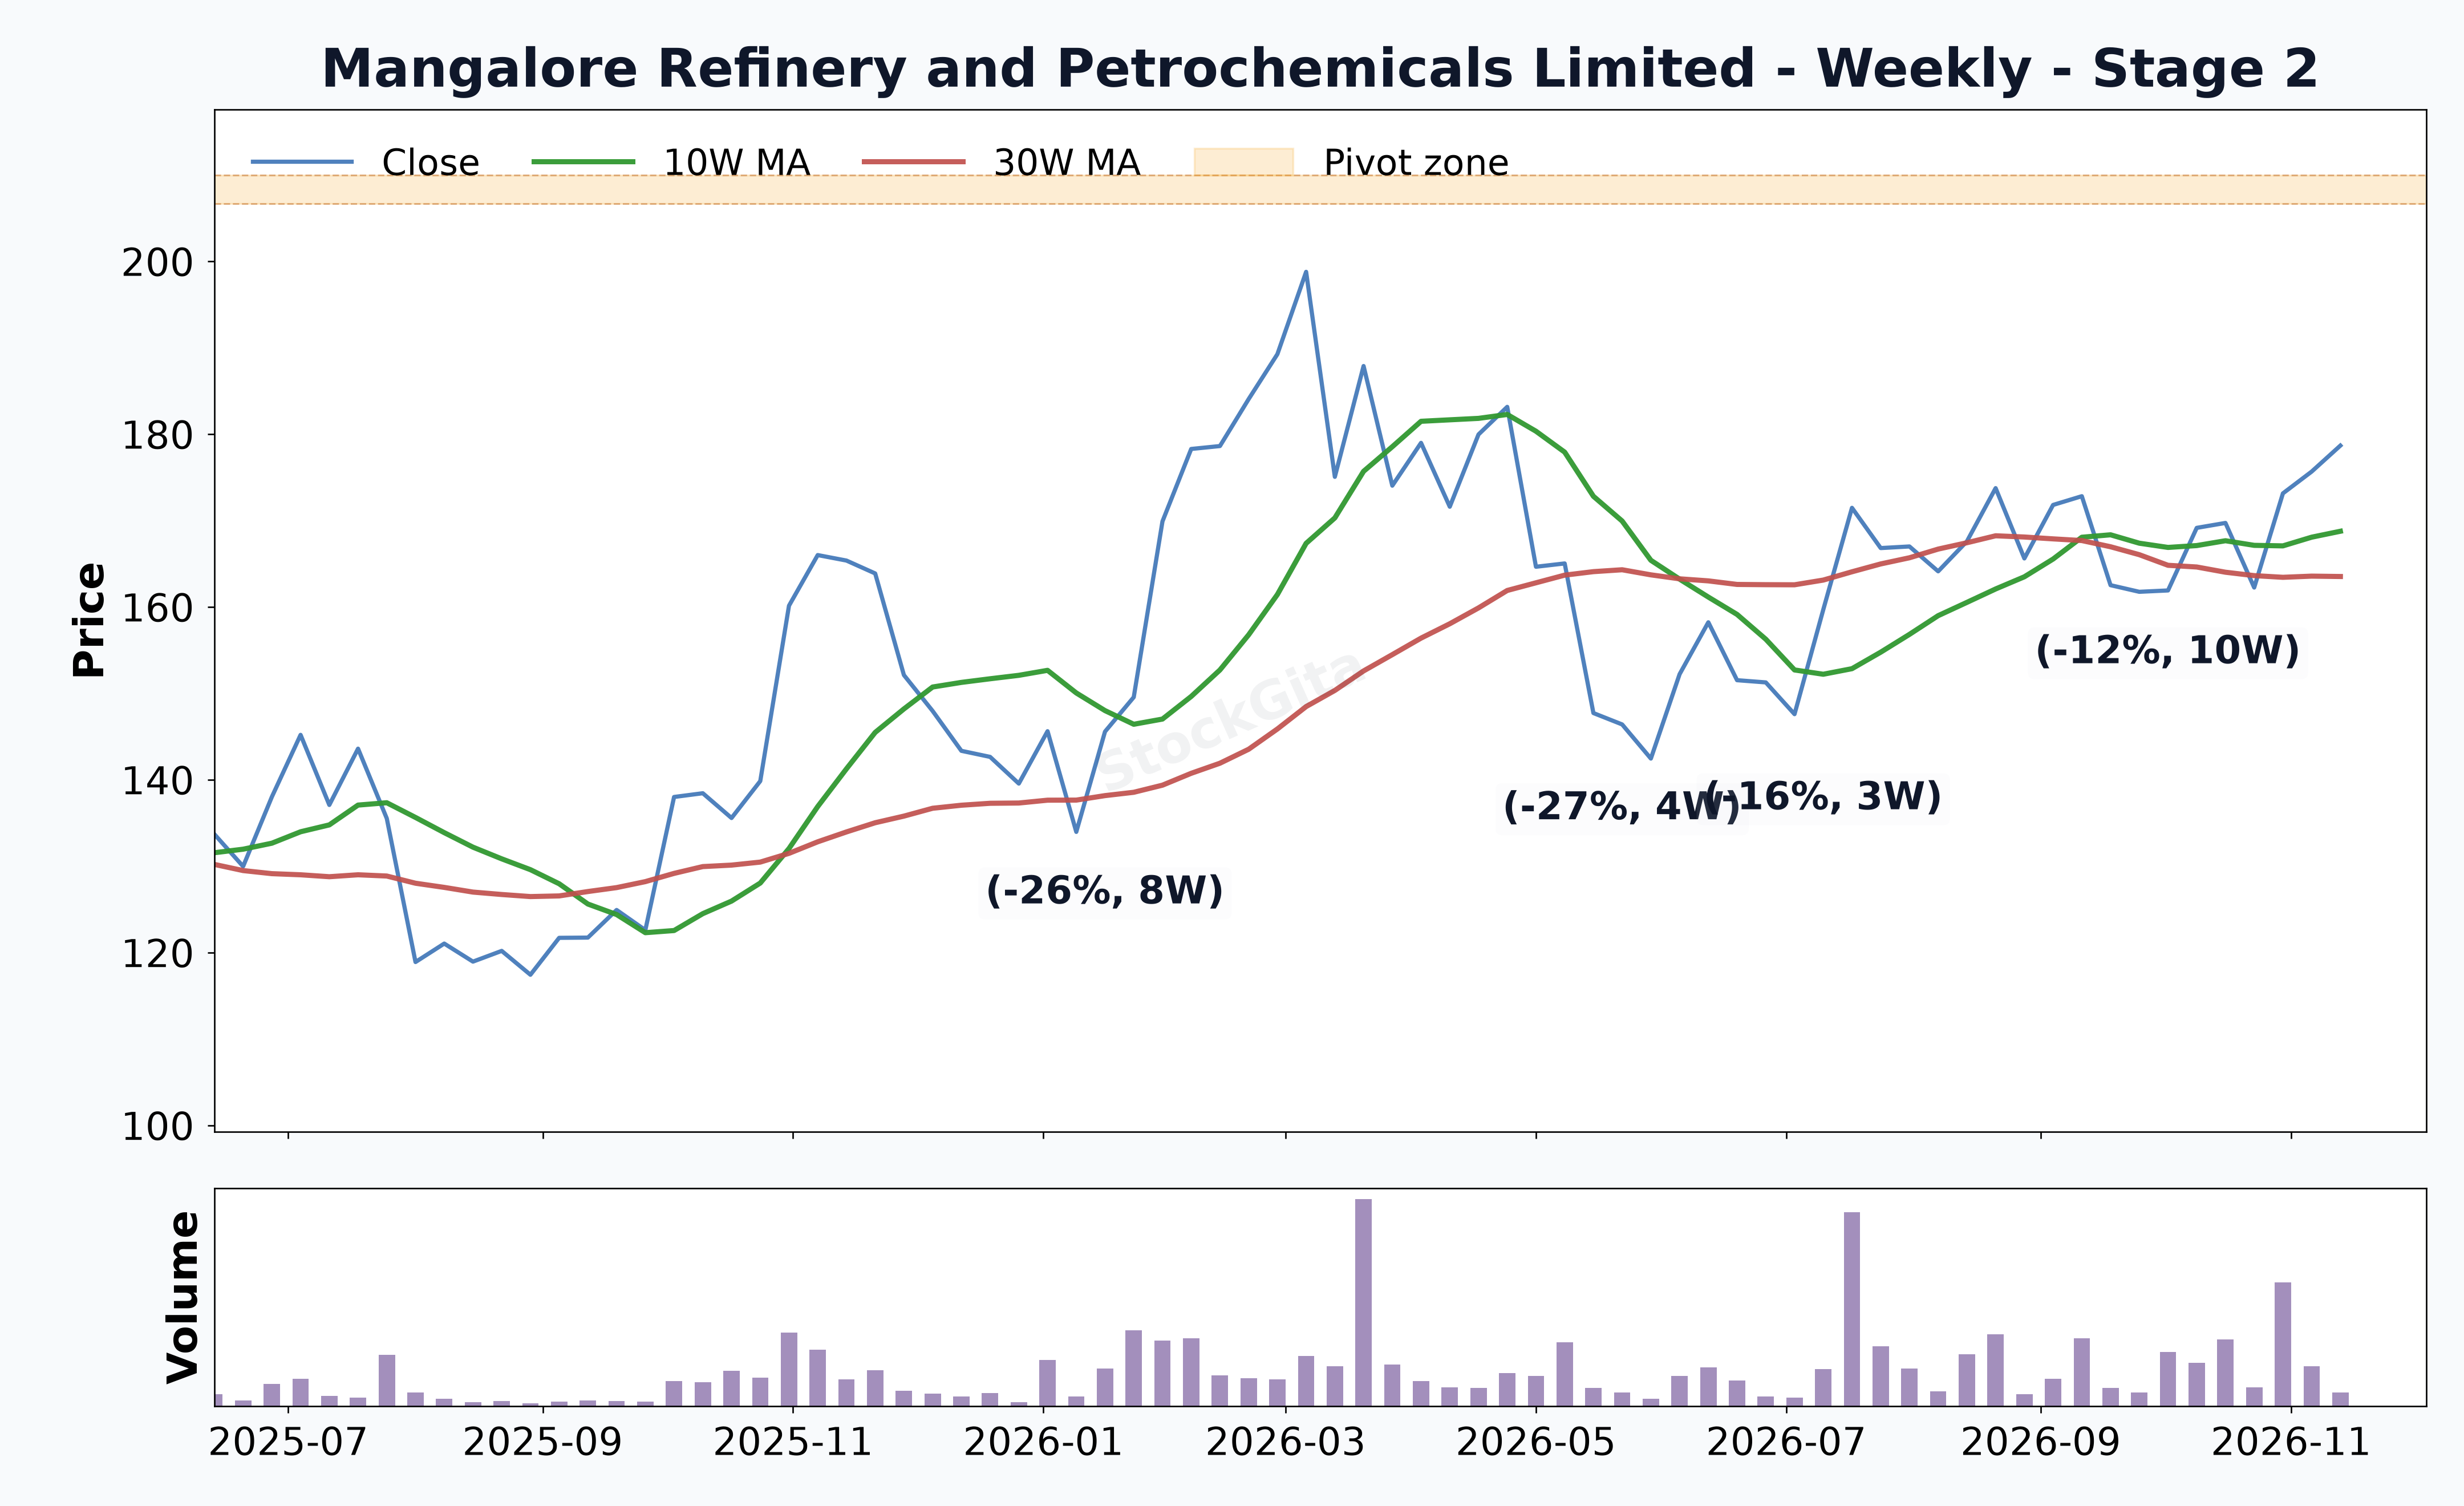 Mangalore Refinery and Petrochemicals Limited - Weekly - Stage 2
Close 10W MA 30W MA Pivot zone
Price
200
180
160
140
120
100
StockGita
(-26%, 8W)
(-27%, 4W)
(-16%, 3W)
(-12%, 10W)
Volume
2025-07 2025-09 2025-11 2026-01 2026-03 2026-05 2026-07 2026-09 2026-11